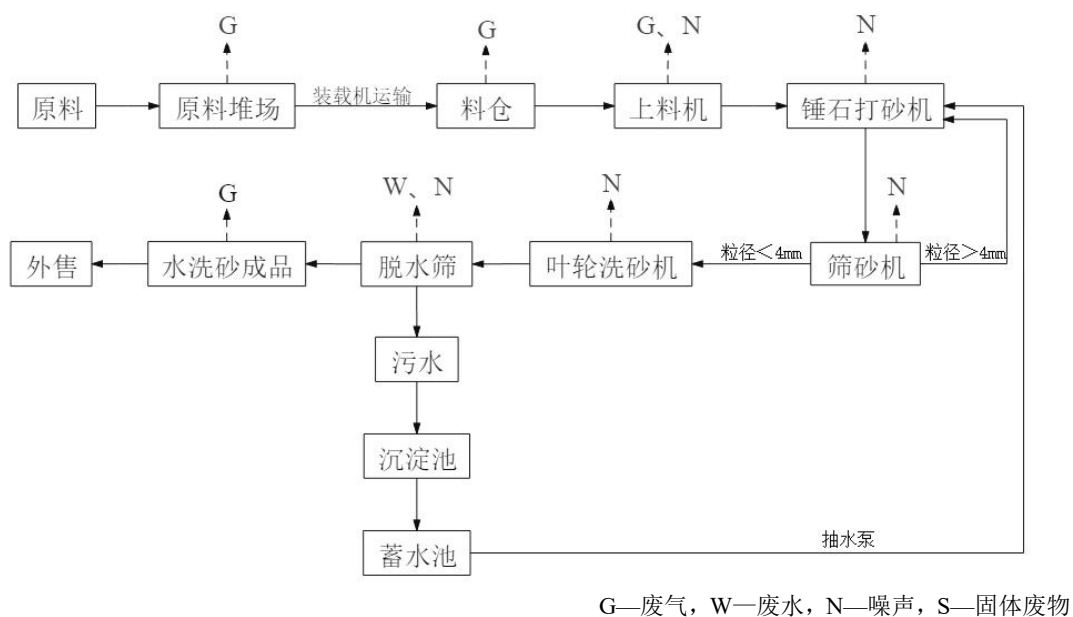 G
G
G、N
N
原料
原料堆场
装载机运输
料仓
上料机
锤石打砂机
G
W、N
N
N
外售
水洗砂成品
脱水筛
叶轮洗砂机
粒径＜4mm
筛砂机
粒径＞4mm
污水
沉淀池
蓄水池
抽水泵
G—废气，W—废水，N—噪声，S—固体废物